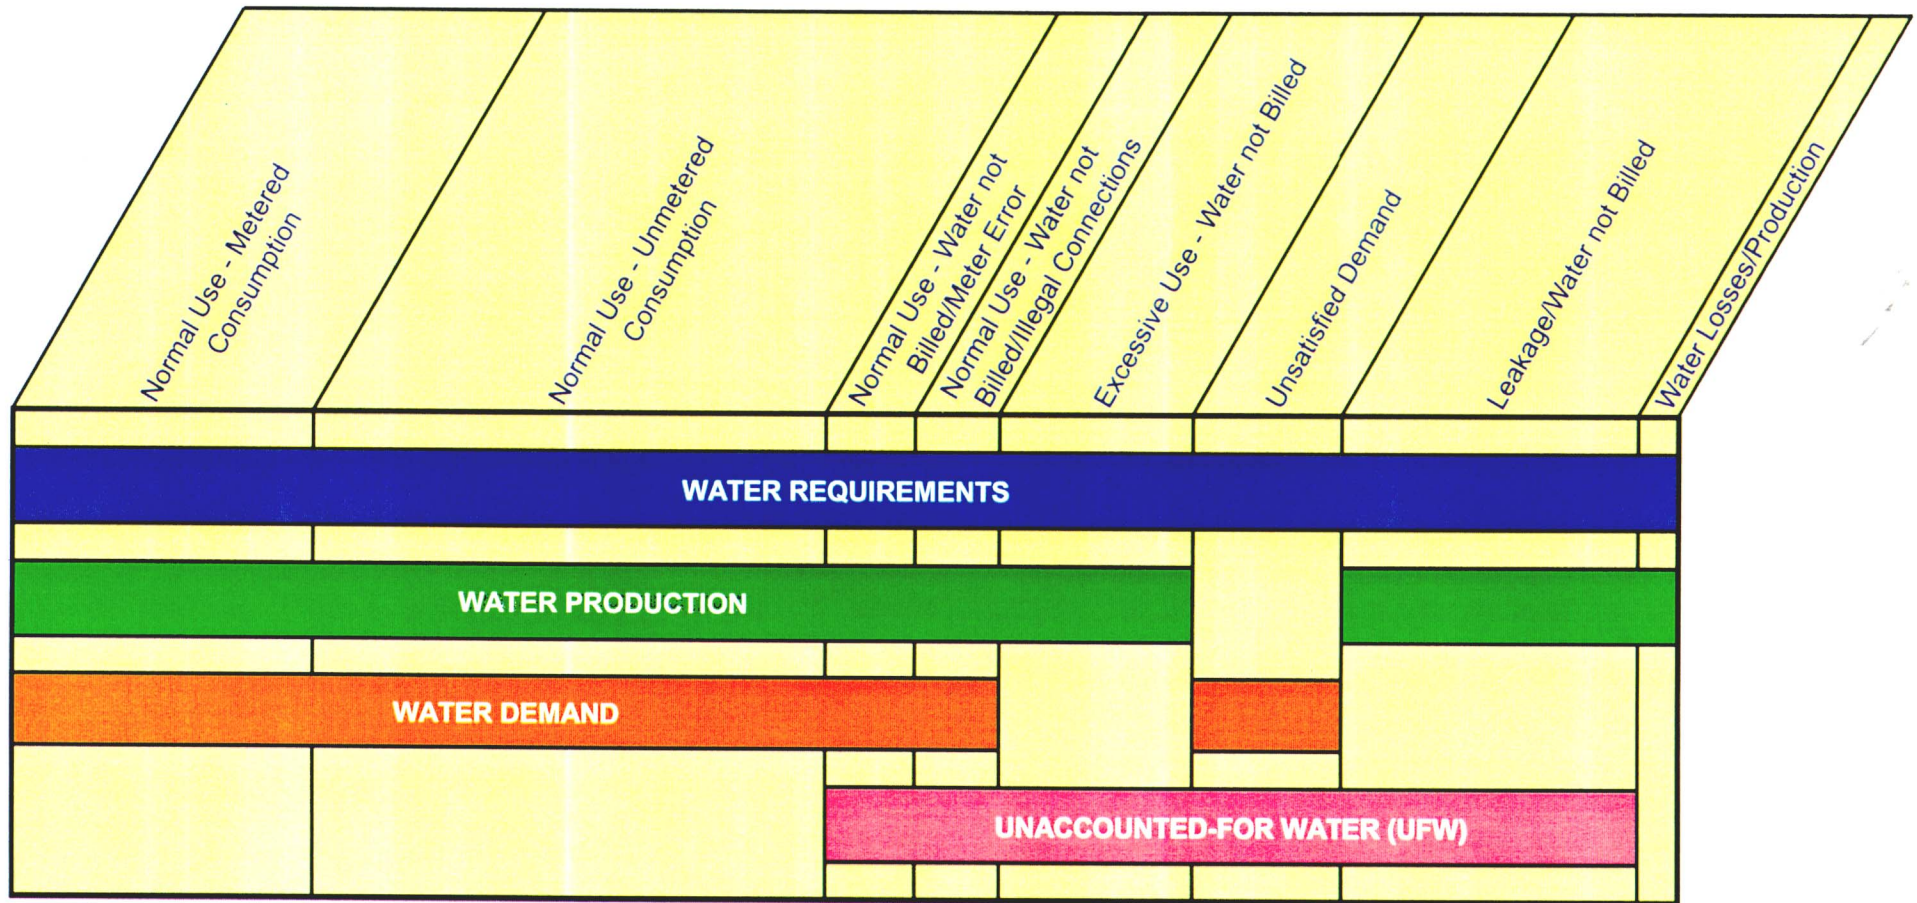 Normal Use - Metered
Consumption
Normal Use - Unmetered
Consumption
Normal Use - Water not
Billed/Meter Error
Normal Use - Water not
Billed/Illegal Connections
Excessive Use - Water not Billed
Unsatisfied Demand
Leakage/Water not Billed
Water Losses/Production
WATER REQUIREMENTS
WATER PRODUCTION
WATER DEMAND
UNACCOUNTED-FOR WATER (UFW)